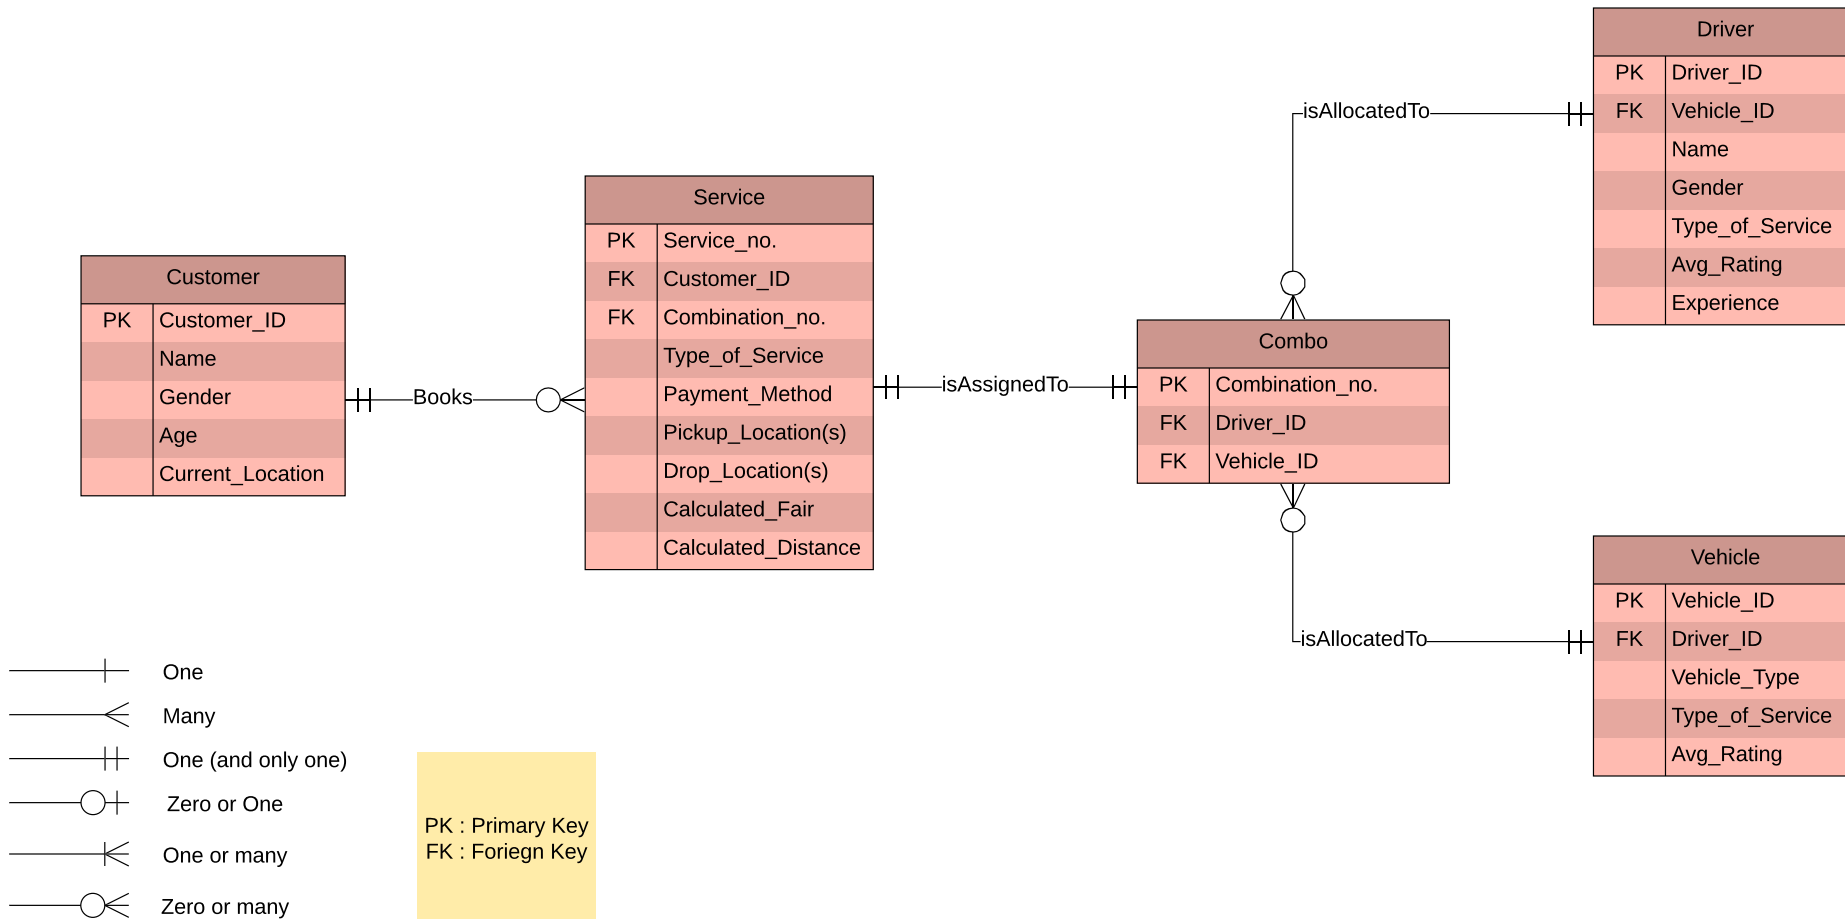 Driver
PK Driver_ID
FK Vehicle_ID
Name
Gender
Type_of_Service
Avg_Rating
Experience
isAllocatedTo
Service
PK Service_no.
FK Customer_ID
FK Combination_no.
Type_of_Service
Payment_Method
Pickup_Location(s)
Drop_Location(s)
Calculated_Fair
Calculated_Distance
Customer
PK Customer_ID
Name
Gender
Age
Current_Location
Books
isAssignedTo
Combo
PK Combination_no.
FK Driver_ID
FK Vehicle_ID
isAllocatedTo
Vehicle
PK Vehicle_ID
FK Driver_ID
Vehicle_Type
Type_of_Service
Avg_Rating
One
Many
One (and only one)
Zero or One
One or many
Zero or many
PK : Primary Key
FK : Foriegn Key